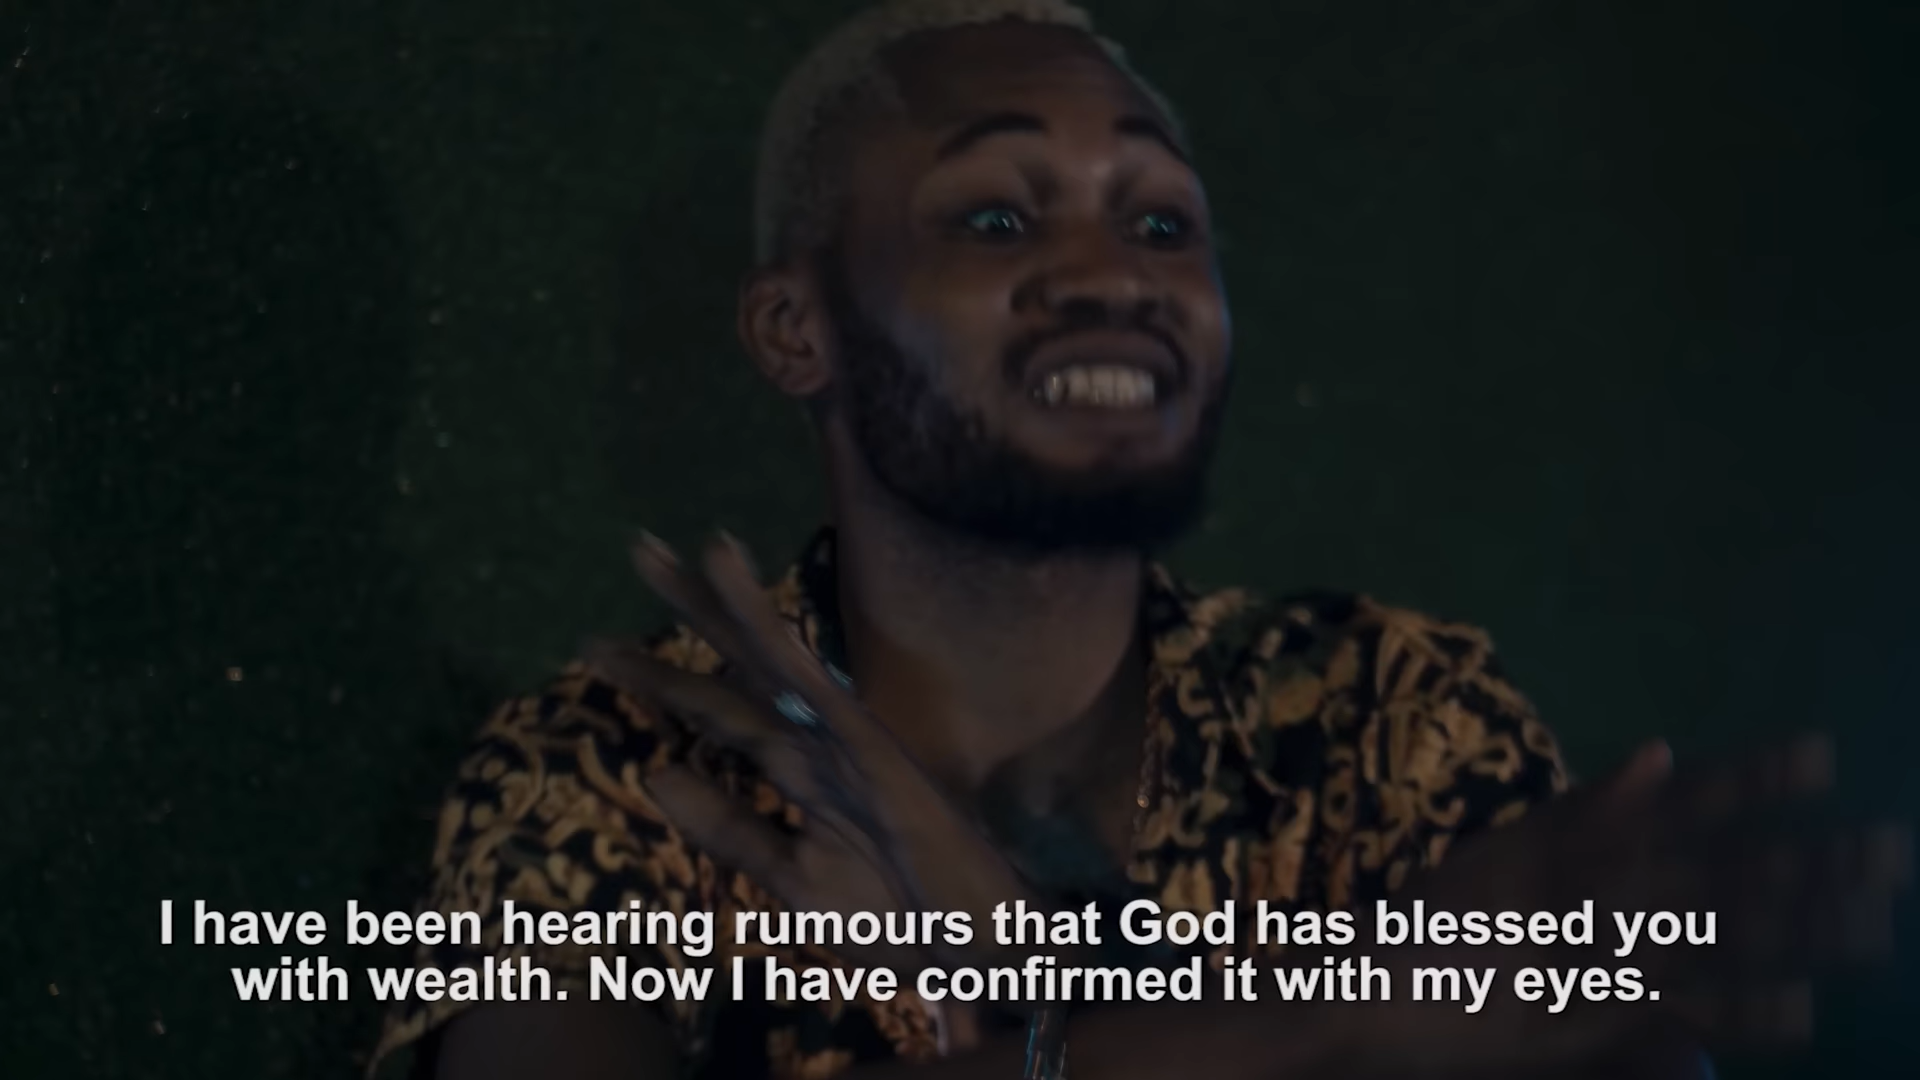 I have been hearing rumours that God has blessed you
with wealth. Now I have confirmed it with my eyes.